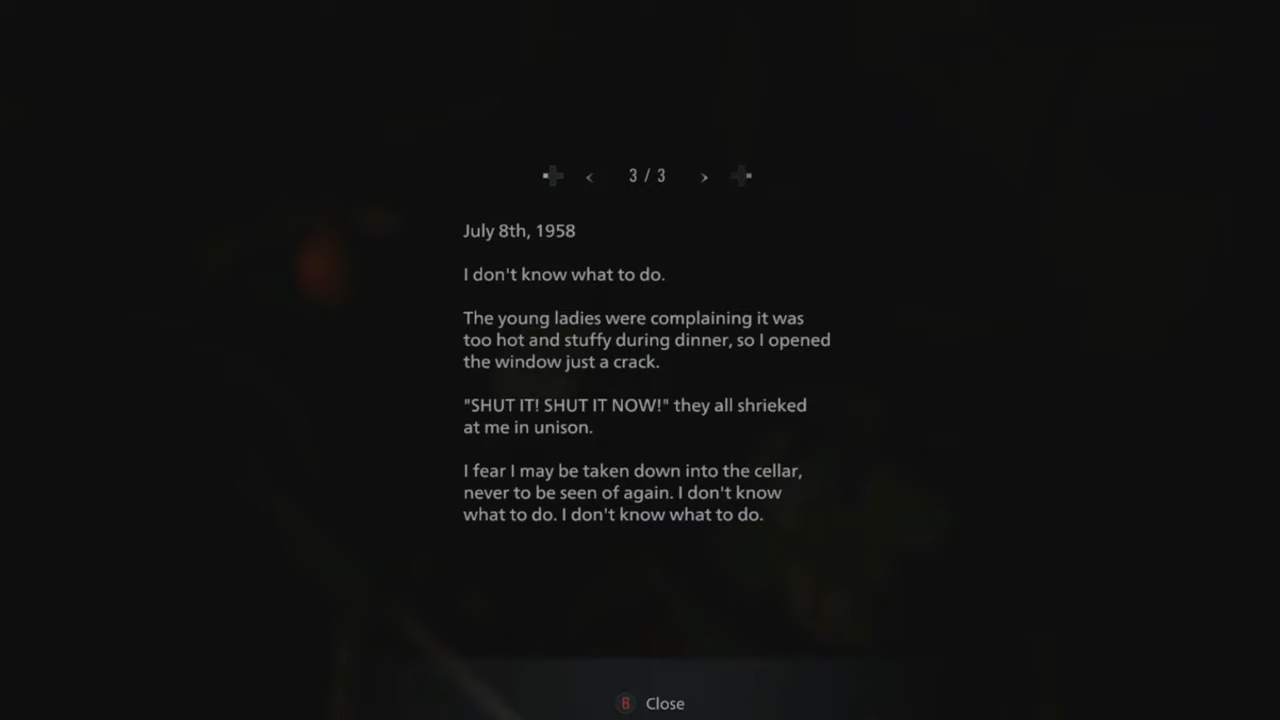 < 3 / 3 >
July 8th, 1958
I don't know what to do.
The young ladies were complaining it was
too hot and stuffy during dinner, so I opened
the window just a crack.
"SHUT IT! SHUT IT NOW!" they all shrieked
at me in unison.
I fear I may be taken down into the cellar,
never to be seen of again. I don't know
what to do. I don't know what to do.
B Close